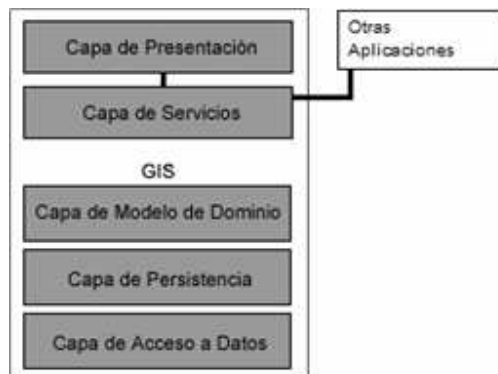 Capa de Presentación
Otras
Aplicaciones
Capa de Servicios
GIS
Capa de Modelo de Dominio
Capa de Persistencia
Capa de Acceso a Datos